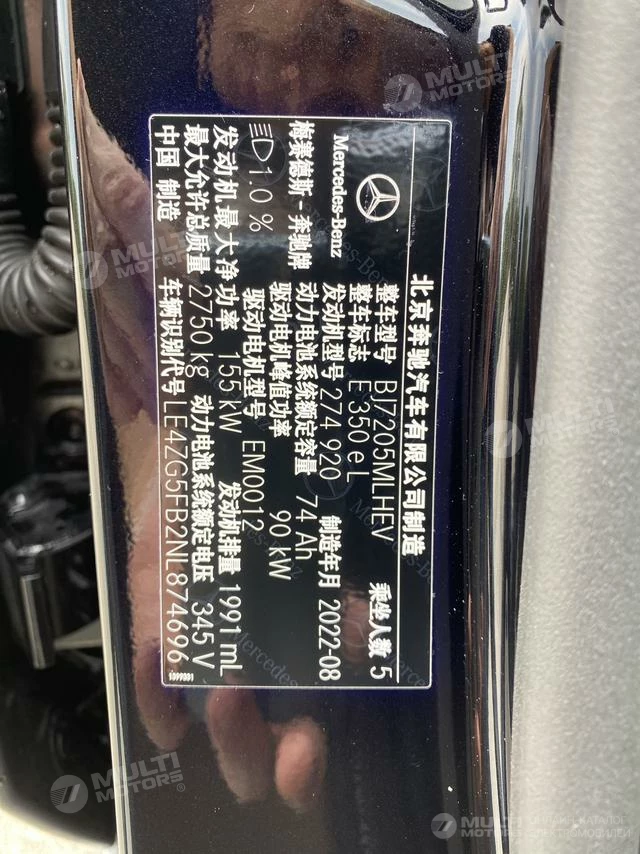 Mercedes-Benz
梅赛德斯-奔驰牌
1.0 %
北京奔驰汽车有限公司制造
整车型号 BJ7205MLHEV 乘坐人数 5
整车标志 E 350 e L
发动机型号 274 920 制造年月 2022-08
动力电池系统额定容量 74 Ah
驱动电机峰值功率 90 kW
驱动电机型号 EM0012
发动机最大净功率 155 kW 发动机排量 1991 mL
最大允许总质量 2750 kg 动力电池系统额定电压 345 V
中国 制造 车辆识别代号 LE4ZG5FB2NL874696
MULTI MOTORS
MULTI MOTORS
MULTI MOTORS
MULTI MOTORS